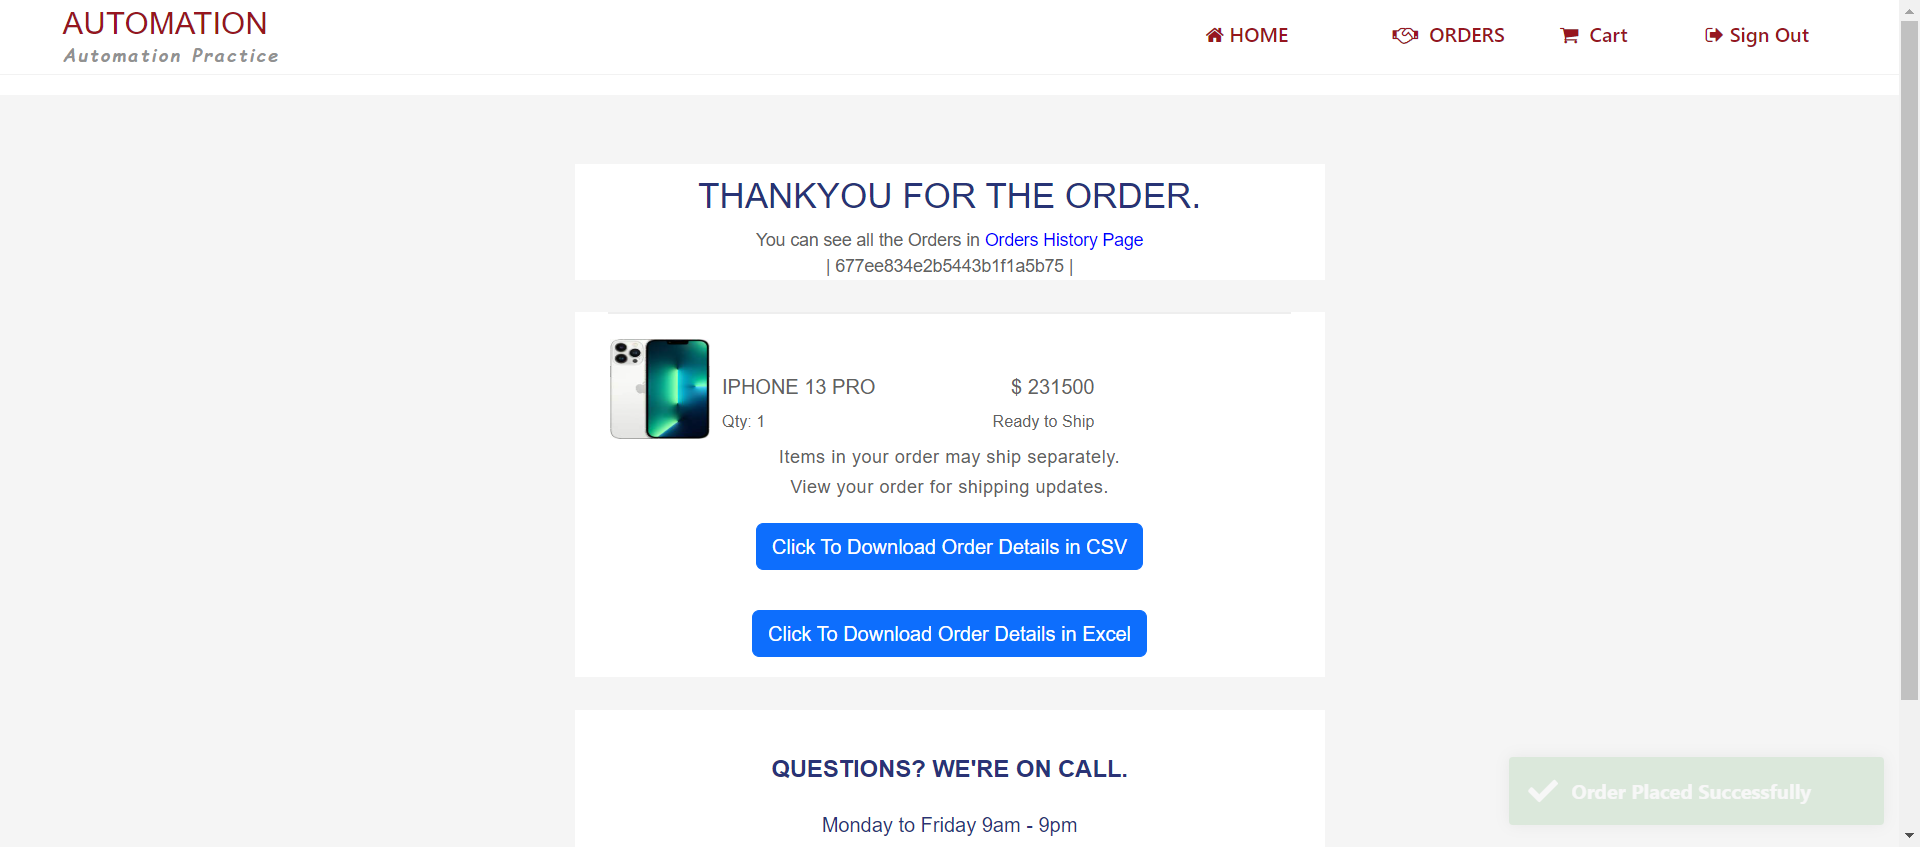 AUTOMATION
Automation Practice
HOME
ORDERS
Cart
Sign Out
THANKYOU FOR THE ORDER.
You can see all the Orders in Orders History Page
| 677ee834e2b5443b1f1a5b75 |
IPHONE 13 PRO
$ 231500
Qty: 1
Ready to Ship
Items in your order may ship separately.
View your order for shipping updates.
Click To Download Order Details in CSV
Click To Download Order Details in Excel
QUESTIONS? WE'RE ON CALL.
Monday to Friday 9am - 9pm
Order Placed Successfully